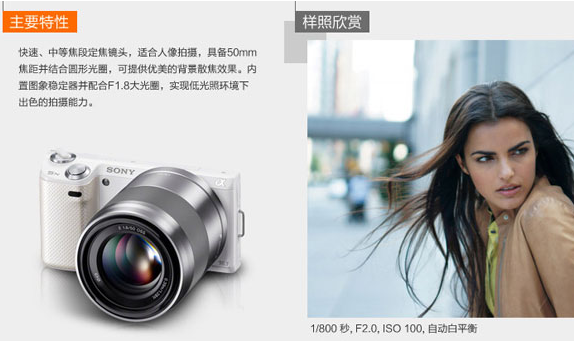 主要特性
快速、中等焦段定焦镜头，适合人像拍摄，具备50mm
焦距并结合圆形光圈，可提供优美的背景散焦效果。内
置图象稳定器并配合F1.8大光圈，实现低光照环境下
出色的拍摄能力。
SONY
α
样照欣赏
1/800 秒, F2.0, ISO 100, 自动白平衡